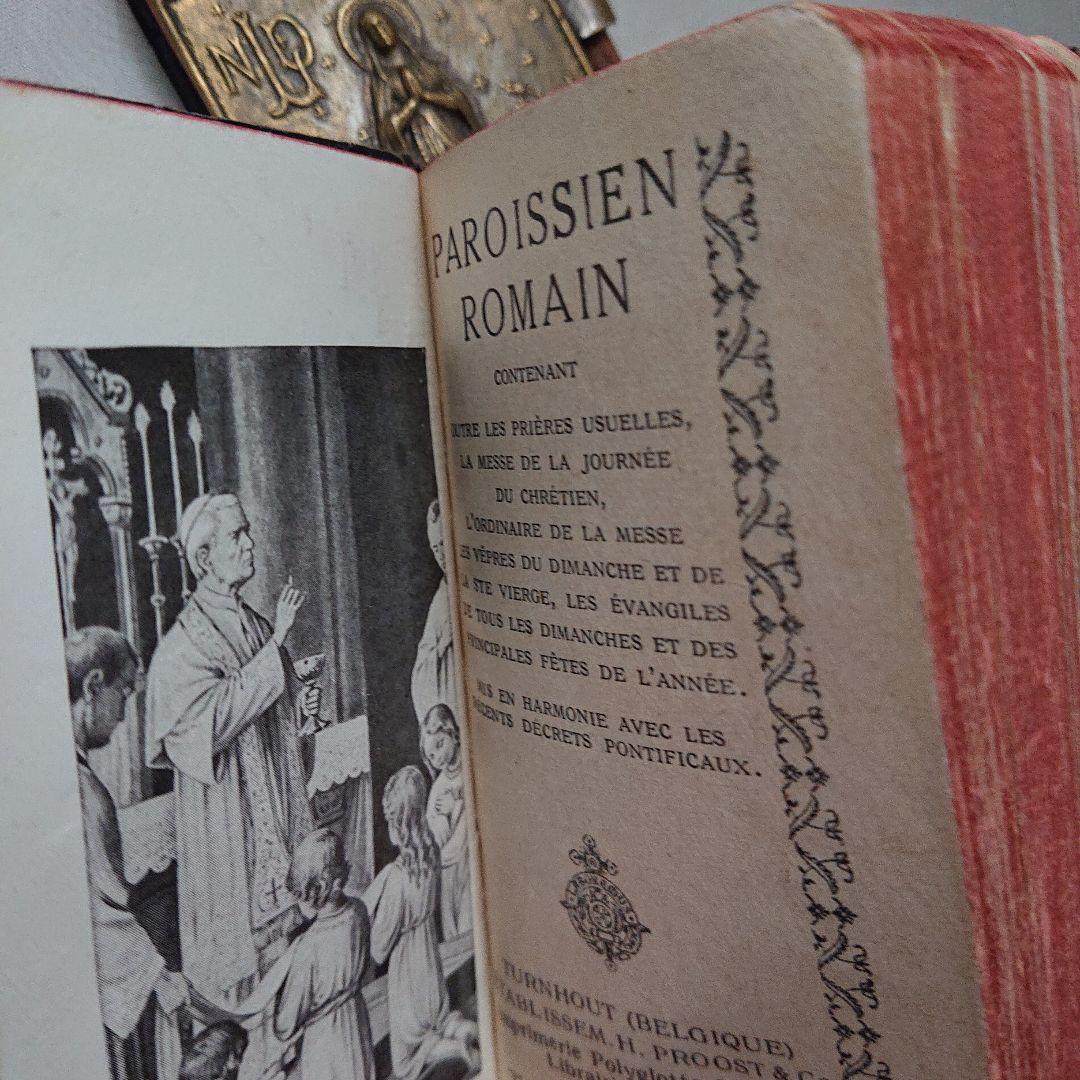 PAROISSIEN
ROMAIN
CONTENANT
OUTRE LES PRIÈRES USUELLES,
LA MESSE DE LA JOURNÉE
DU CHRÉTIEN,
L'ORDINAIRE DE LA MESSE
LES VÊPRES DU DIMANCHE ET DE
LA STE VIERGE, LES ÉVANGILES
DE TOUS LES DIMANCHES ET DES
PRINCIPALES FÊTES DE L'ANNÉE.
MIS EN HARMONIE AVEC LES
RÉCENTS DÉCRETS PONTIFICAUX.
TURNHOUT (BELGIQUE)
ÉTABLISSEM. H. PROOST & C
Imprimerie